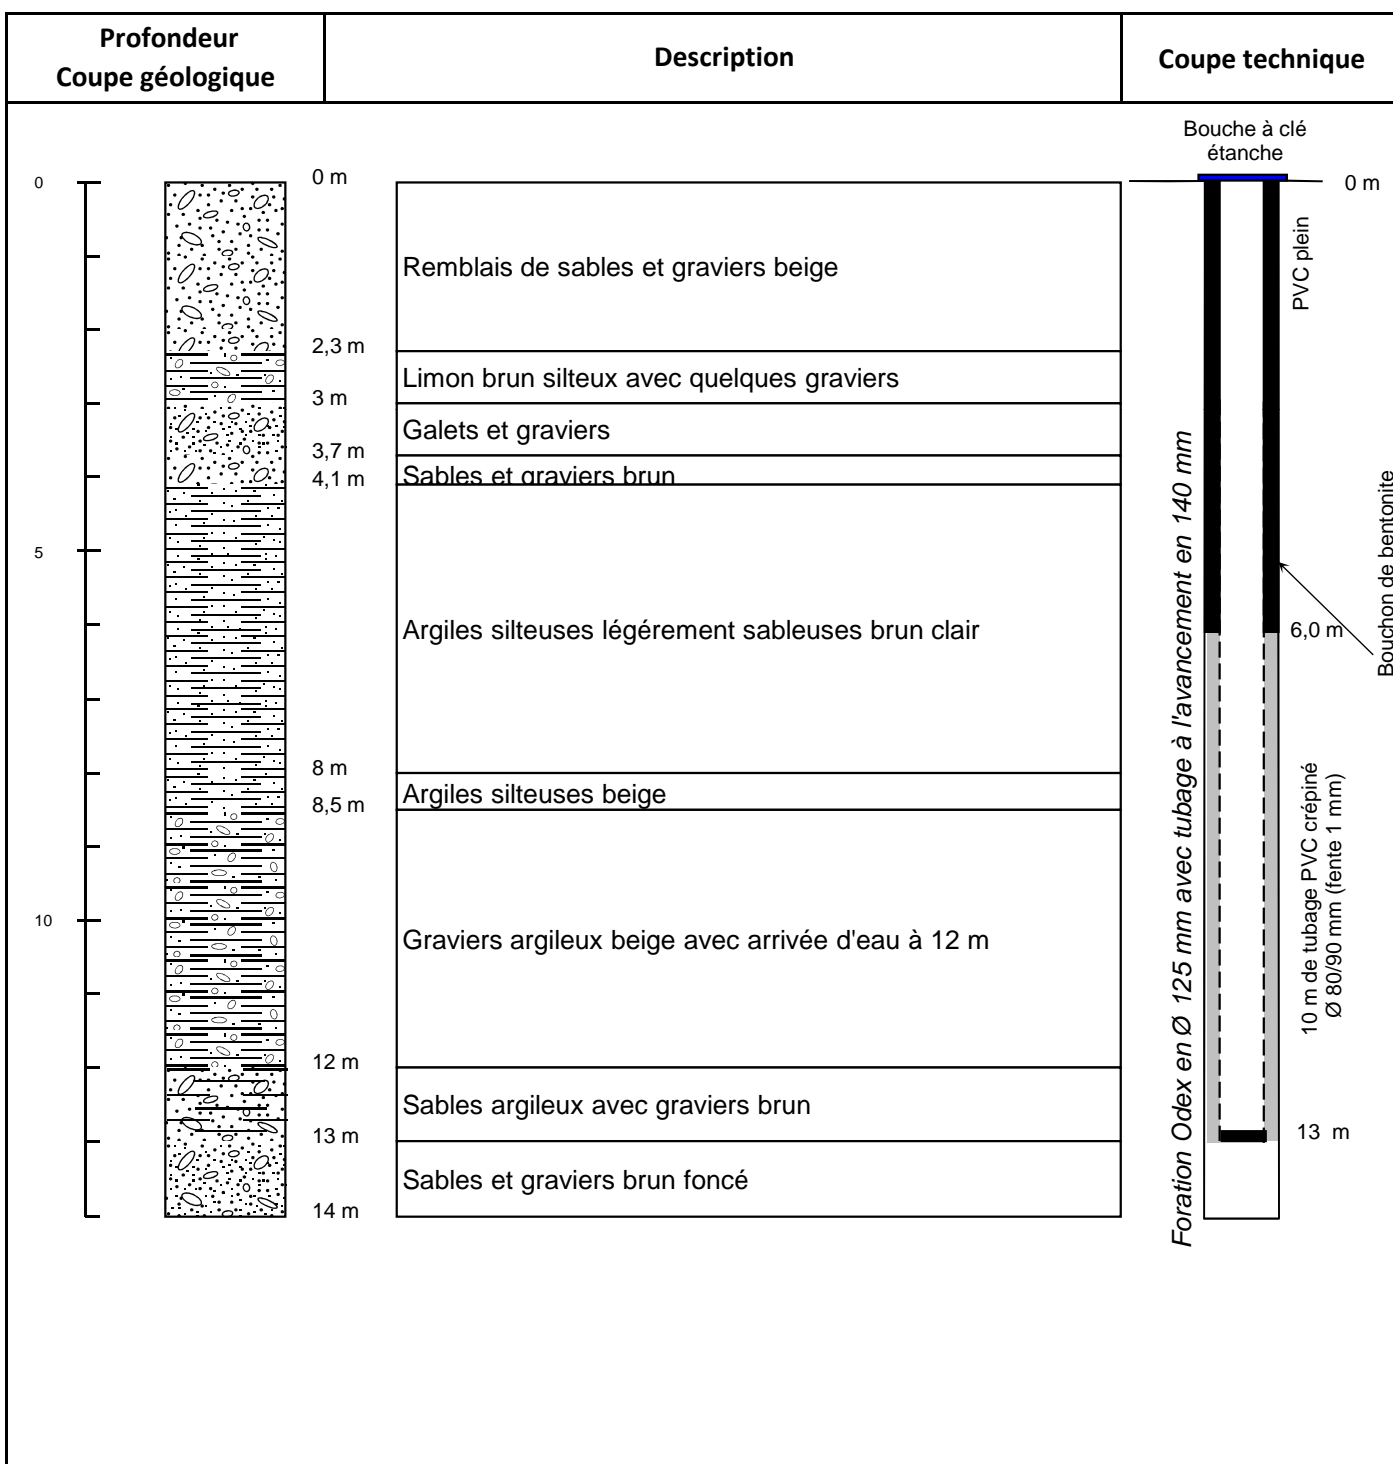 Profondeur
Coupe géologique
Description
Coupe technique
Bouche à clé
étanche
0
0 m
0 m
Remblais de sables et graviers beige
PVC plein
2,3 m
Limon brun silteux avec quelques graviers
3 m
Galets et graviers
3,7 m
Sables et graviers brun
4,1 m
5
Argiles silteuses légérement sableuses brun clair
Foration Odex en Ø 125 mm avec tubage à l'avancement en 140 mm
Bouchon de bentonite
6,0 m
8 m
Argiles silteuses beige
8,5 m
10
Graviers argileux beige avec arrivée d'eau à 12 m
10 m de tubage PVC crépiné
Ø 80/90 mm (fente 1 mm)
12 m
Sables argileux avec graviers brun
13 m
13 m
Sables et graviers brun foncé
14 m